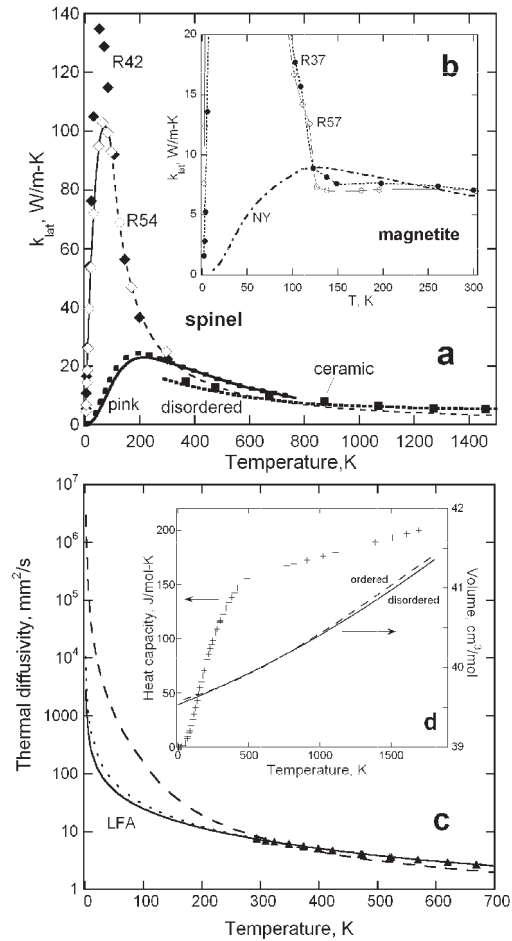 140
120
100
80
60
40
20
0
k_lat, W/m-K
R42
R54
spinel
a
pink
disordered
ceramic
0 200 400 600 800 1000 1200 1400
Temperature,K
20
15
10
5
0
k_lat, W/m-K
b
R37
R57
NY
magnetite
0 50 100 150 200 250 300
T, K
10^7
10^6
10^5
10^4
1000
100
10
1
Thermal diffusivity, mm^2/s
LFA
c
0 100 200 300 400 500 600 700
Temperature, K
200
150
100
50
0
Heat capacity, J/mol-K
ordered
disordered
d
42
41
40
39
Volume, cm^3/mol
0 500 1000 1500
Temperature, K